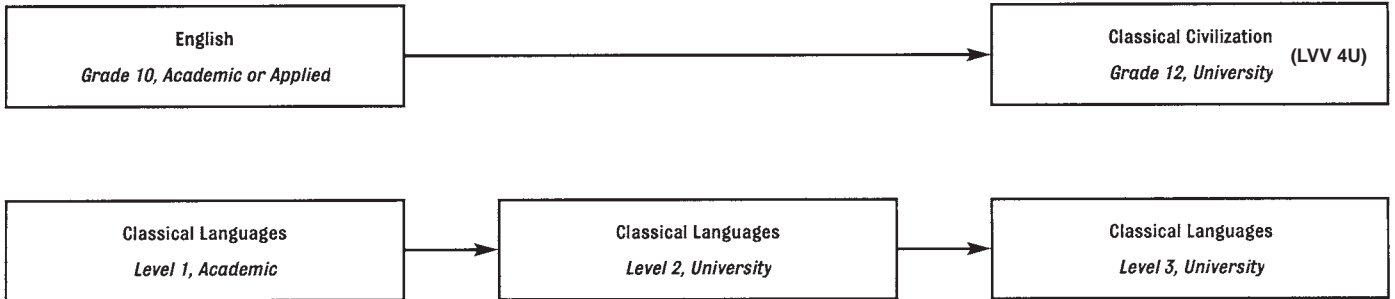 English
Grade 10, Academic or Applied
Classical Civilization
Grade 12, University (LVV 4U)
Classical Languages
Level 1, Academic
Classical Languages
Level 2, University
Classical Languages
Level 3, University